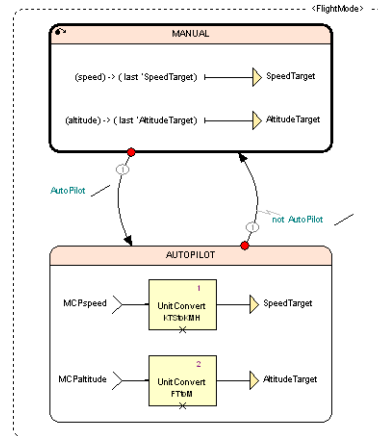 <FlightMode>
MANUAL
(speed) -> ( last 'SpeedTarget) SpeedTarget
(altitude) -> ( last 'AltitudeTarget) AltitudeTarget
1 1
AutoPilot
not AutoPilot
AUTOPILOT
1
MCPspeed UnitConvert SpeedTarget
KTStoKMH
2
MCPaltitude UnitConvert AltitudeTarget
FTtoM